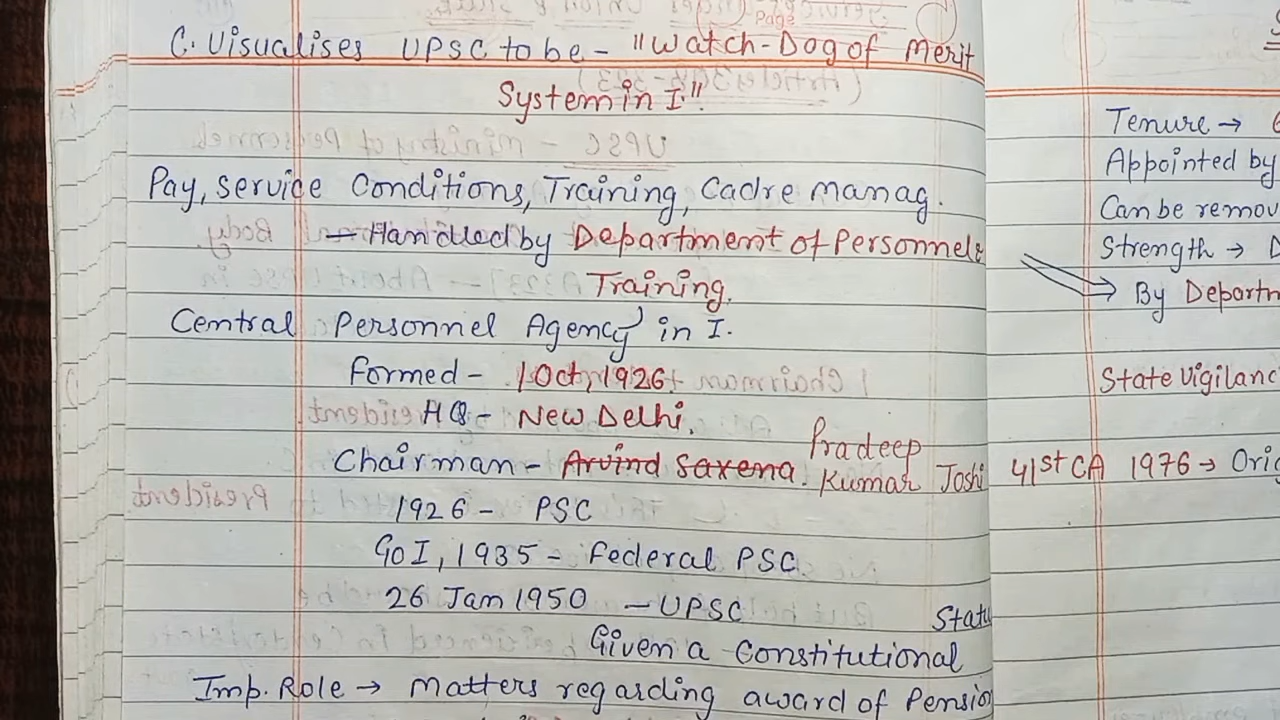 Page
C. Visualises UPSC to be - "Watch-Dog of Merit
System in I."
Pay, service Conditions, Training, Cadre manag.
- Handled by Department of Personnel &
Training.
Central Personnel Agency in I.
formed - 1 Oct, 1926
HQ - New Delhi.
Chairman - Arvind Saxena. Pradeep
Kumar Joshi
1926 - PSC
GoI, 1935 - Federal PSC.
26 Jan 1950 - UPSC
Given a Constitutional Statu
Imp. Role → Matters regarding award of Pensio
Tenure →
Appointed by
Can be remov
Strength → D
By Departm
State Vigilanc
41st CA 1976 → Orig